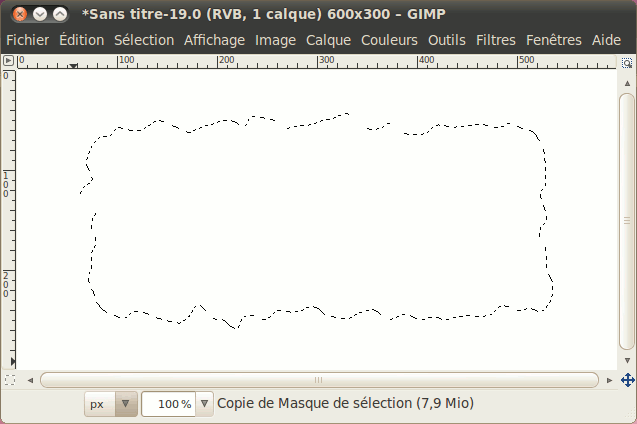 *Sans titre-19.0 (RVB, 1 calque) 600x300 – GIMP
Fichier Édition Sélection Affichage Image Calque Couleurs Outils Filtres Fenêtres Aide
0 100 200 300 400 500
0
100
200
px 100 % Copie de Masque de sélection (7,9 Mio)